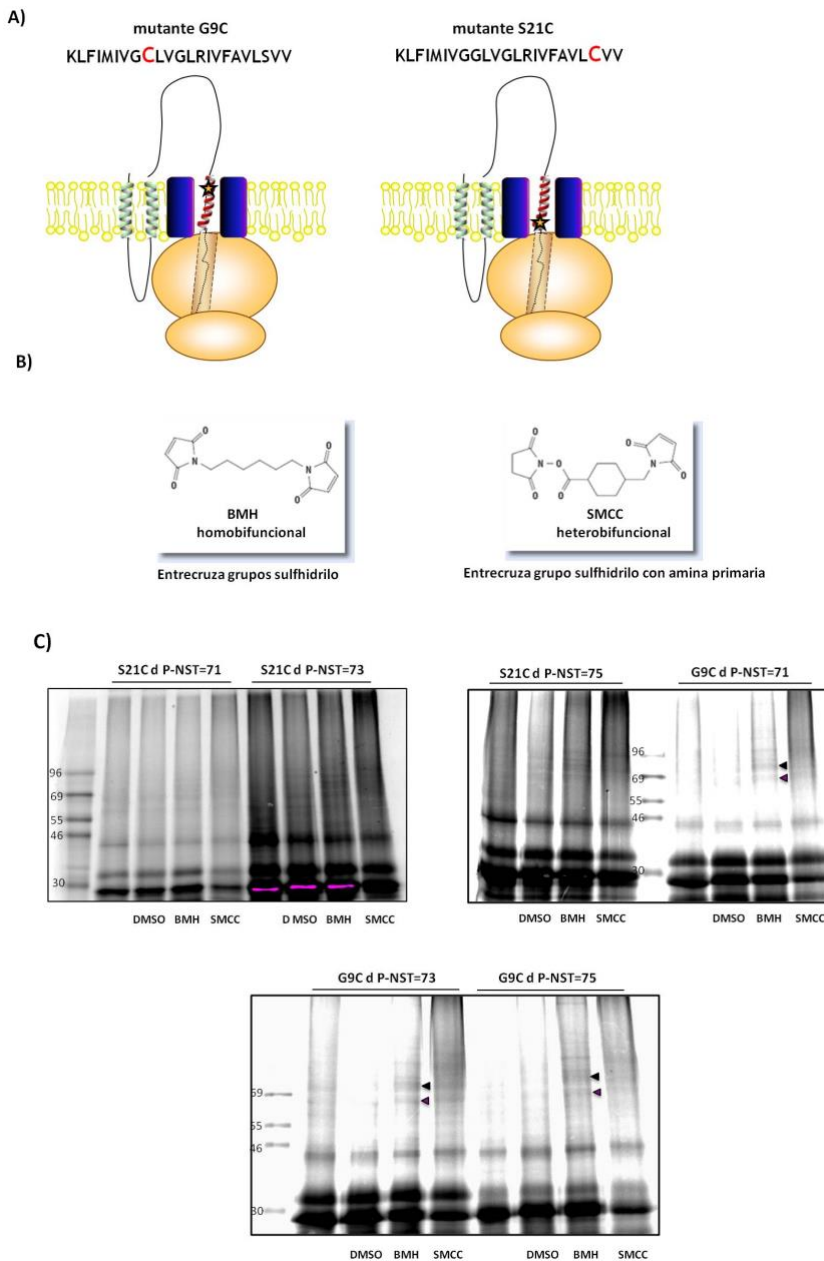 A)
mutante G9C
KLFIMIVGCLVGLRIVFAVLSVV
mutante S21C
KLFIMIVGGLVGLRIVFAVLCVV
B)
BMH
homobifuncional
Entrecruza grupos sulfhidrilo
SMCC
heterobifuncional
Entrecruza grupo sulfhidrilo con amina primaria
C)
S21C d P-NST=71
S21C d P-NST=73
96
69
55
46
30
DMSO BMH SMCC
D MSO BMH SMCC
S21C d P-NST=75
G9C d P-NST=71
96
69
55
46
30
DMSO BMH SMCC
DMSO BMH SMCC
G9C d P-NST=73
G9C d P-NST=75
69
55
46
30
DMSO BMH SMCC
DMSO BMH SMCC